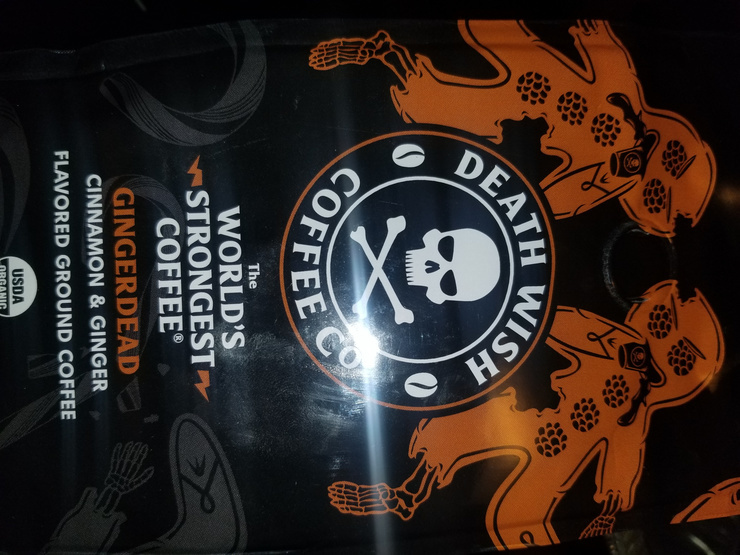 DEATH WISH
COFFEE CO
The
WORLD'S
STRONGEST
COFFEE®
GINGERDEAD
CINNAMON & GINGER
FLAVORED GROUND COFFEE
USDA
ORGANIC